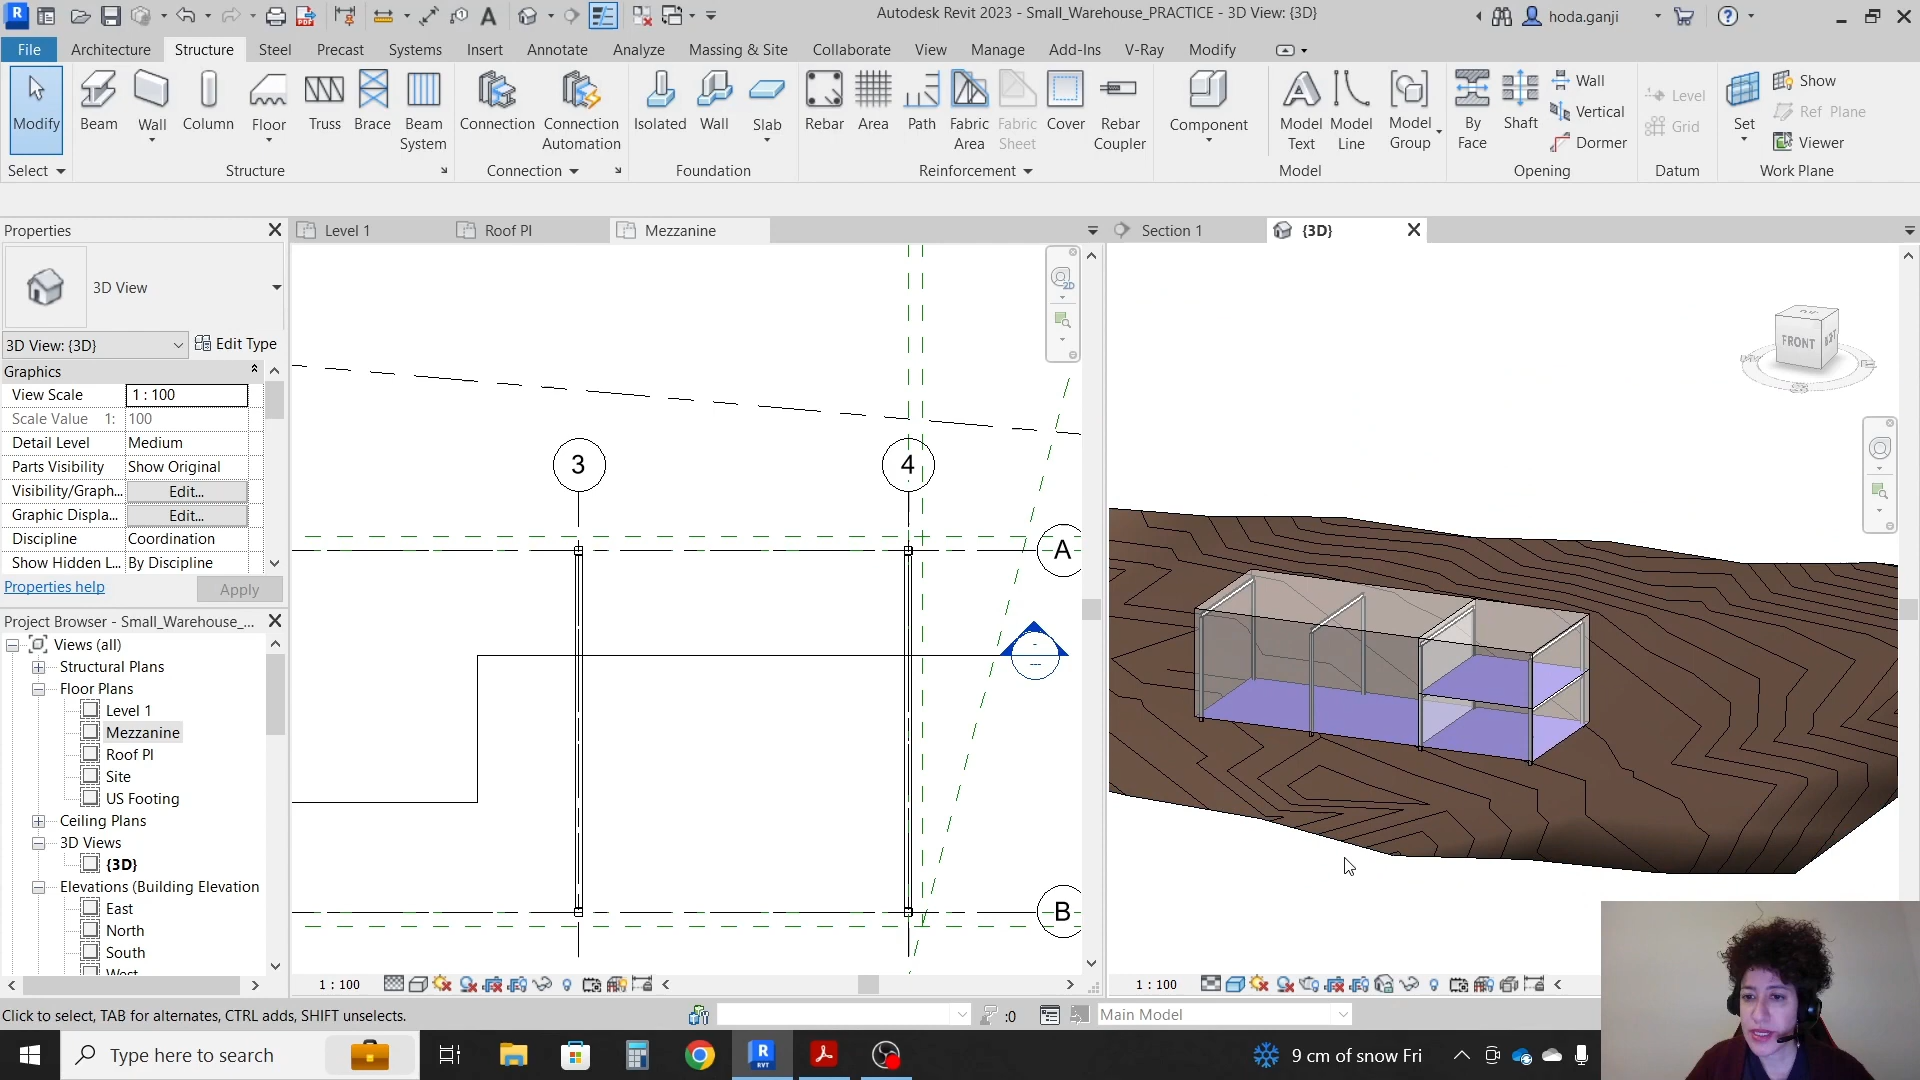 Autodesk Revit 2023 - Small_Warehouse_PRACTICE - 3D View: {3D}
hoda.ganji
File Architecture Structure Steel Precast Systems Insert Annotate Analyze Massing & Site Collaborate View Manage Add-Ins V-Ray Modify
Modify Beam Wall Column Floor Truss Brace Beam System Connection Connection Automation Isolated Wall Slab Rebar Area Path Fabric Area Fabric Sheet Cover Rebar Coupler Component Model Text Model Line Model Group By Face Shaft Wall Vertical Dormer Level Grid Set Show Ref Plane Viewer
Select Structure Connection Foundation Reinforcement Model Opening Datum Work Plane
Properties
3D View
3D View: {3D} Edit Type
Graphics
View Scale 1 : 100
Scale Value 1: 100
Detail Level Medium
Parts Visibility Show Original
Visibility/Graph... Edit...
Graphic Displa... Edit...
Discipline Coordination
Show Hidden L... By Discipline
Properties help Apply
Project Browser - Small_Warehouse_...
Views (all)
Structural Plans
Floor Plans
Level 1
Mezzanine
Roof Pl
Site
US Footing
Ceiling Plans
3D Views
{3D}
Elevations (Building Elevation
East
North
South
West
Level 1 Roof Pl Mezzanine
2D
3 4
A
B
1 : 100
Section 1 {3D}
FRONT
1 : 100
Click to select, TAB for alternates, CTRL adds, SHIFT unselects.
:0
Main Model
Type here to search
R
RVT
9 cm of snow Fri